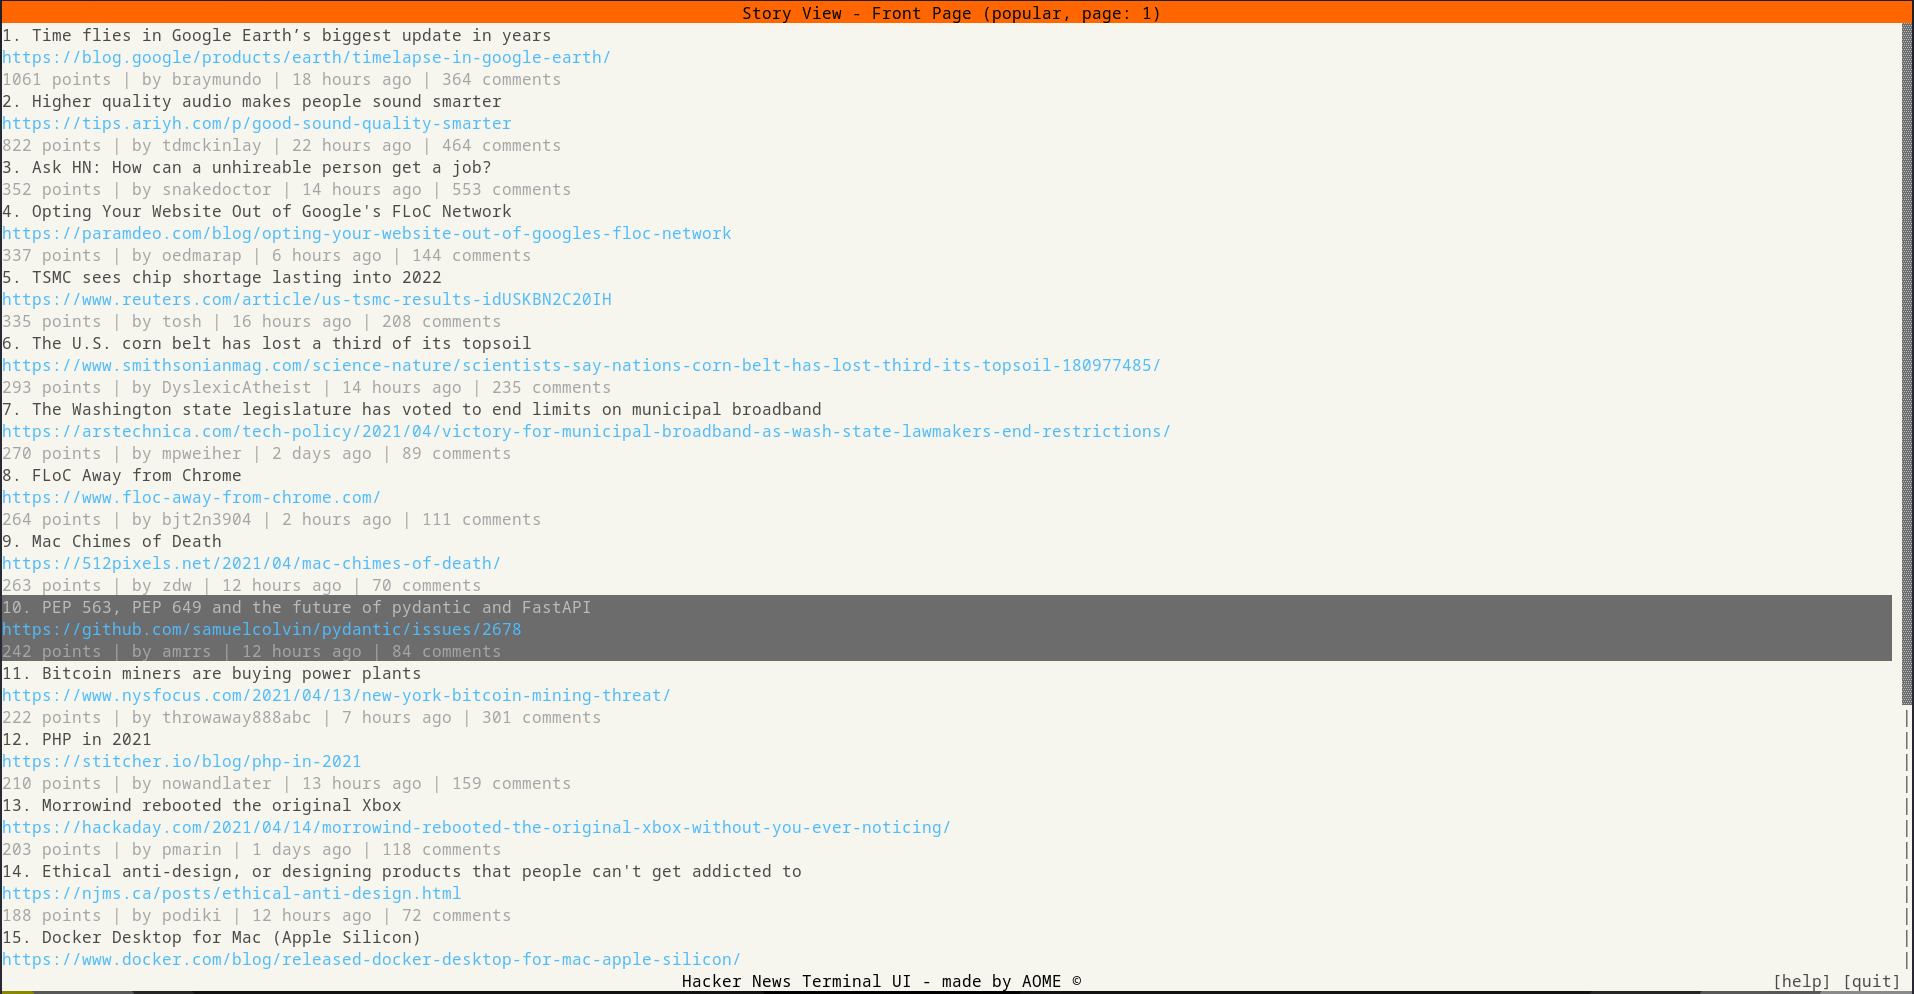 Story View - Front Page (popular, page: 1)
1. Time flies in Google Earth’s biggest update in years
https://blog.google/products/earth/timelapse-in-google-earth/
1061 points | by braymundo | 18 hours ago | 364 comments
2. Higher quality audio makes people sound smarter
https://tips.ariyh.com/p/good-sound-quality-smarter
822 points | by tdmckinlay | 22 hours ago | 464 comments
3. Ask HN: How can a unhireable person get a job?
352 points | by snakedoctor | 14 hours ago | 553 comments
4. Opting Your Website Out of Google's FLoC Network
https://paramdeo.com/blog/opting-your-website-out-of-googles-floc-network
337 points | by oedmarap | 6 hours ago | 144 comments
5. TSMC sees chip shortage lasting into 2022
https://www.reuters.com/article/us-tsmc-results-idUSKBN2C20IH
335 points | by tosh | 16 hours ago | 208 comments
6. The U.S. corn belt has lost a third of its topsoil
https://www.smithsonianmag.com/science-nature/scientists-say-nations-corn-belt-has-lost-third-its-topsoil-180977485/
293 points | by DyslexicAtheist | 14 hours ago | 235 comments
7. The Washington state legislature has voted to end limits on municipal broadband
https://arstechnica.com/tech-policy/2021/04/victory-for-municipal-broadband-as-wash-state-lawmakers-end-restrictions/
270 points | by mpweiher | 2 days ago | 89 comments
8. FLoC Away from Chrome
https://www.floc-away-from-chrome.com/
264 points | by bjt2n3904 | 2 hours ago | 111 comments
9. Mac Chimes of Death
https://512pixels.net/2021/04/mac-chimes-of-death/
263 points | by zdw | 12 hours ago | 70 comments
10. PEP 563, PEP 649 and the future of pydantic and FastAPI
https://github.com/samuelcolvin/pydantic/issues/2678
242 points | by amrrs | 12 hours ago | 84 comments
11. Bitcoin miners are buying power plants
https://www.nysfocus.com/2021/04/13/new-york-bitcoin-mining-threat/
222 points | by throwaway888abc | 7 hours ago | 301 comments
12. PHP in 2021
https://stitcher.io/blog/php-in-2021
210 points | by nowandlater | 13 hours ago | 159 comments
13. Morrowind rebooted the original Xbox
https://hackaday.com/2021/04/14/morrowind-rebooted-the-original-xbox-without-you-ever-noticing/
203 points | by pmarin | 1 days ago | 118 comments
14. Ethical anti-design, or designing products that people can't get addicted to
https://njms.ca/posts/ethical-anti-design.html
188 points | by podiki | 12 hours ago | 72 comments
15. Docker Desktop for Mac (Apple Silicon)
https://www.docker.com/blog/released-docker-desktop-for-mac-apple-silicon/
Hacker News Terminal UI - made by AOME © [help] [quit]